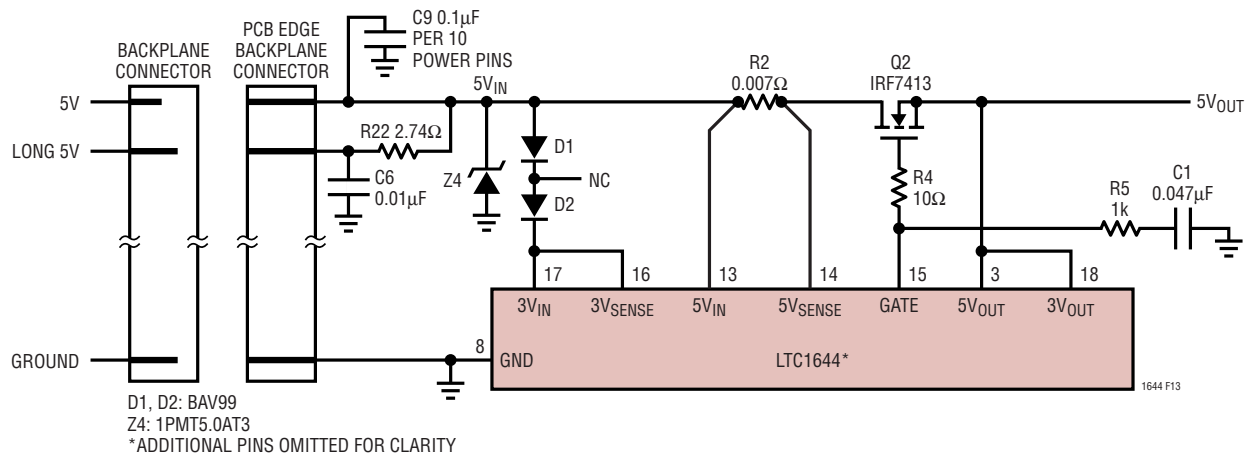 C9 0.1µF
PER 10
POWER PINS
BACKPLANE
CONNECTOR
PCB EDGE
BACKPLANE
CONNECTOR
5V
LONG 5V
GROUND
5VIN
R22 2.74Ω
C6
0.01µF
Z4
D1
NC
D2
R2
0.007Ω
Q2
IRF7413
5VOUT
R4
10Ω
R5
1k
C1
0.047µF
17
16
13
14
15
3
18
3VIN
3VSENSE
5VIN
5VSENSE
GATE
5VOUT
3VOUT
8
GND
LTC1644*
1644 F13
D1, D2: BAV99
Z4: 1PMT5.0AT3
*ADDITIONAL PINS OMITTED FOR CLARITY